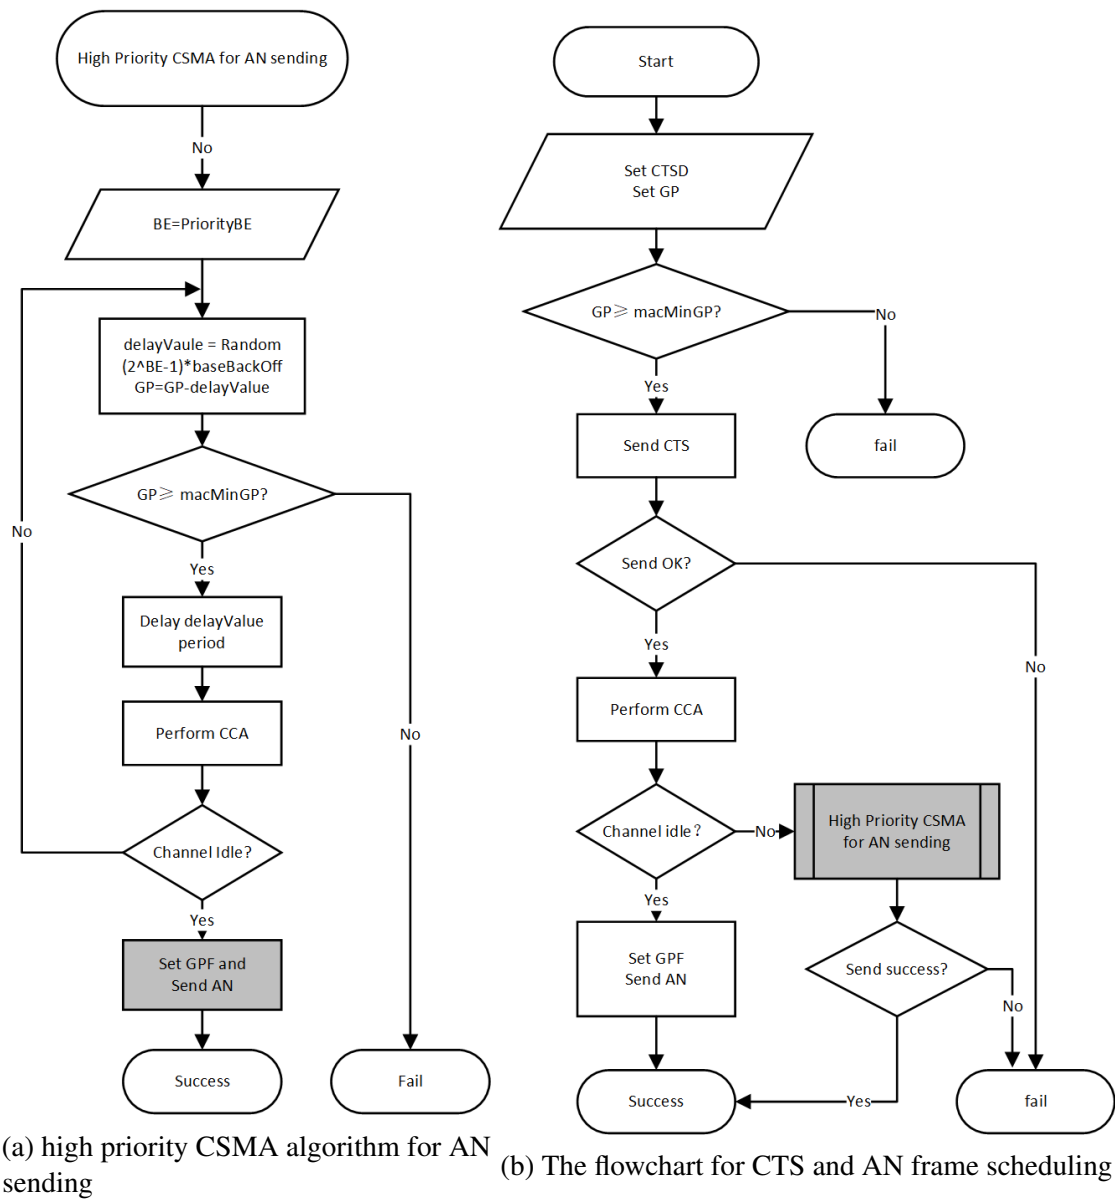 High Priority CSMA for AN sending
No
BE=PriorityBE
delayVaule = Random
(2^BE-1)*baseBackOff
GP=GP-delayValue
GP≥ macMinGP?
No
Yes
Delay delayValue
period
Perform CCA
No
Channel Idle?
Yes
Set GPF and
Send AN
Success
Fail
(a) high priority CSMA algorithm for AN
sending
Start
Set CTSD
Set GP
GP≥ macMinGP?
No
Yes
Send CTS
fail
Send OK?
Yes
No
Perform CCA
Channel idle?
No
High Priority CSMA
for AN sending
Yes
Set GPF
Send AN
Send success?
No
Success
Yes
fail
(b) The flowchart for CTS and AN frame scheduling